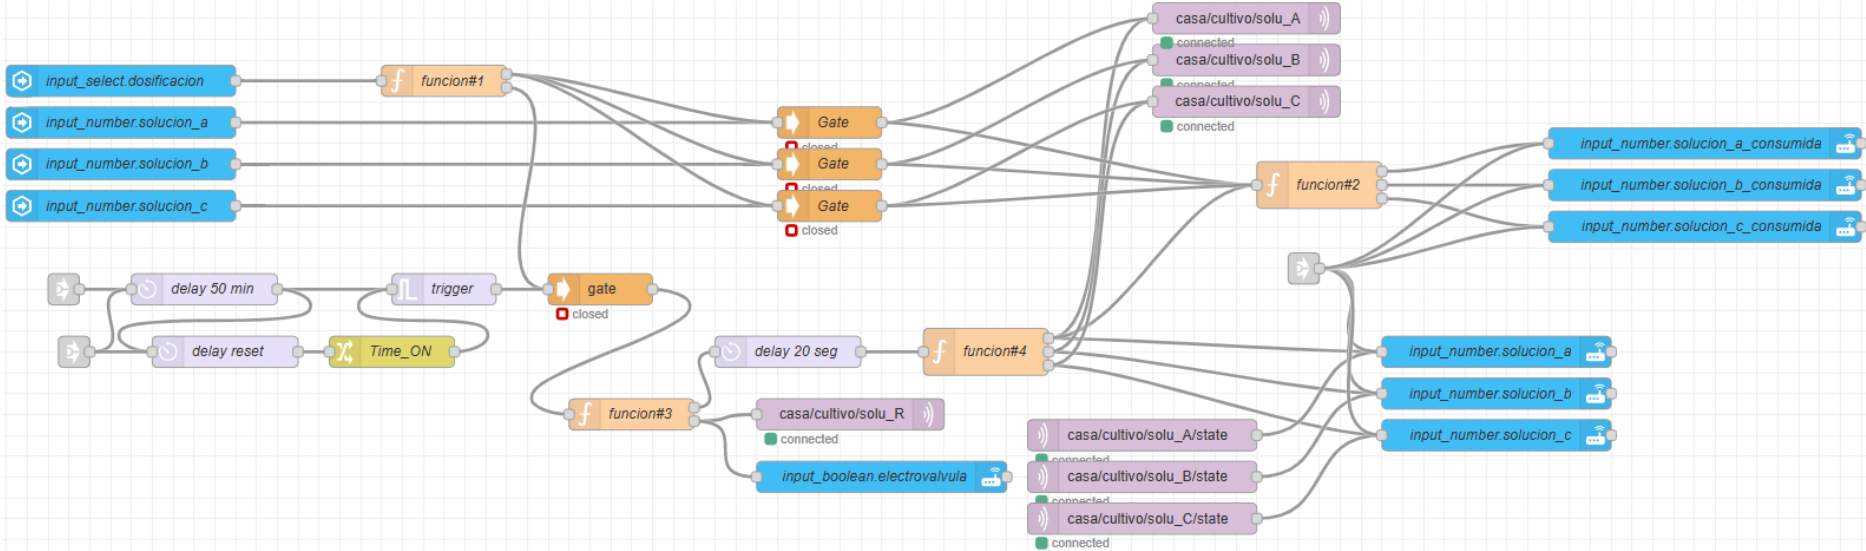 casa/cultivo/solu_A
connected
casa/cultivo/solu_B
connected
casa/cultivo/solu_C
connected
input_select.dosificacion
funcion#1
input_number.solucion_a
Gate
closed
input_number.solucion_b
Gate
closed
input_number.solucion_c
Gate
closed
funcion#2
input_number.solucion_a_consumida
input_number.solucion_b_consumida
input_number.solucion_c_consumida
delay 50 min
trigger
gate
closed
delay reset
Time_ON
delay 20 seg
funcion#4
input_number.solucion_a
input_number.solucion_b
input_number.solucion_c
funcion#3
casa/cultivo/solu_R
connected
input_boolean.electrovalvula
casa/cultivo/solu_A/state
connected
casa/cultivo/solu_B/state
connected
casa/cultivo/solu_C/state
connected